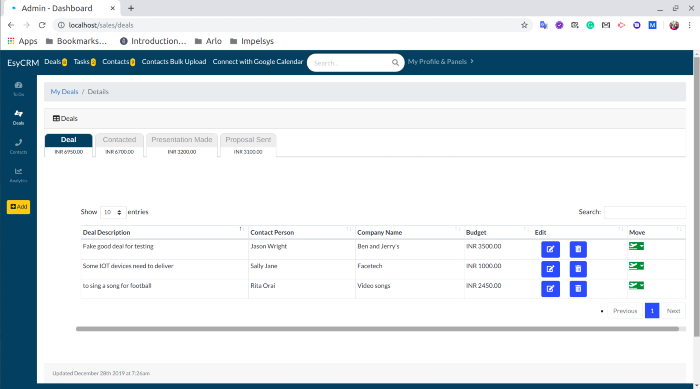 Admin - Dashboard
localhost/sales/deals
Apps Bookmarks... Introduction... Arlo Impelsys
EsyCRM Deals Tasks 2 Contacts Contacts Bulk Upload Connect with Google Calendar Search... My Profile & Panels
To Do
Deals
Contacts
Analytics
Add
My Deals / Details
Deals
Deal Contacted Presentation Made Proposal Sent
INR 6950.00 INR 6700.00 INR 3200.00 INR 3100.00
Show 10 entries Search:
Deal Description Contact Person Company Name Budget Edit Move
Fake good deal for testing Jason Wright Ben and Jerry's INR 3500.00
Some IOT devices need to deliver Sally Jane Facetech INR 1000.00
to sing a song for football Rita Orai Video songs INR 2450.00
Previous 1 Next
Updated December 28th 2019 at 7:26am